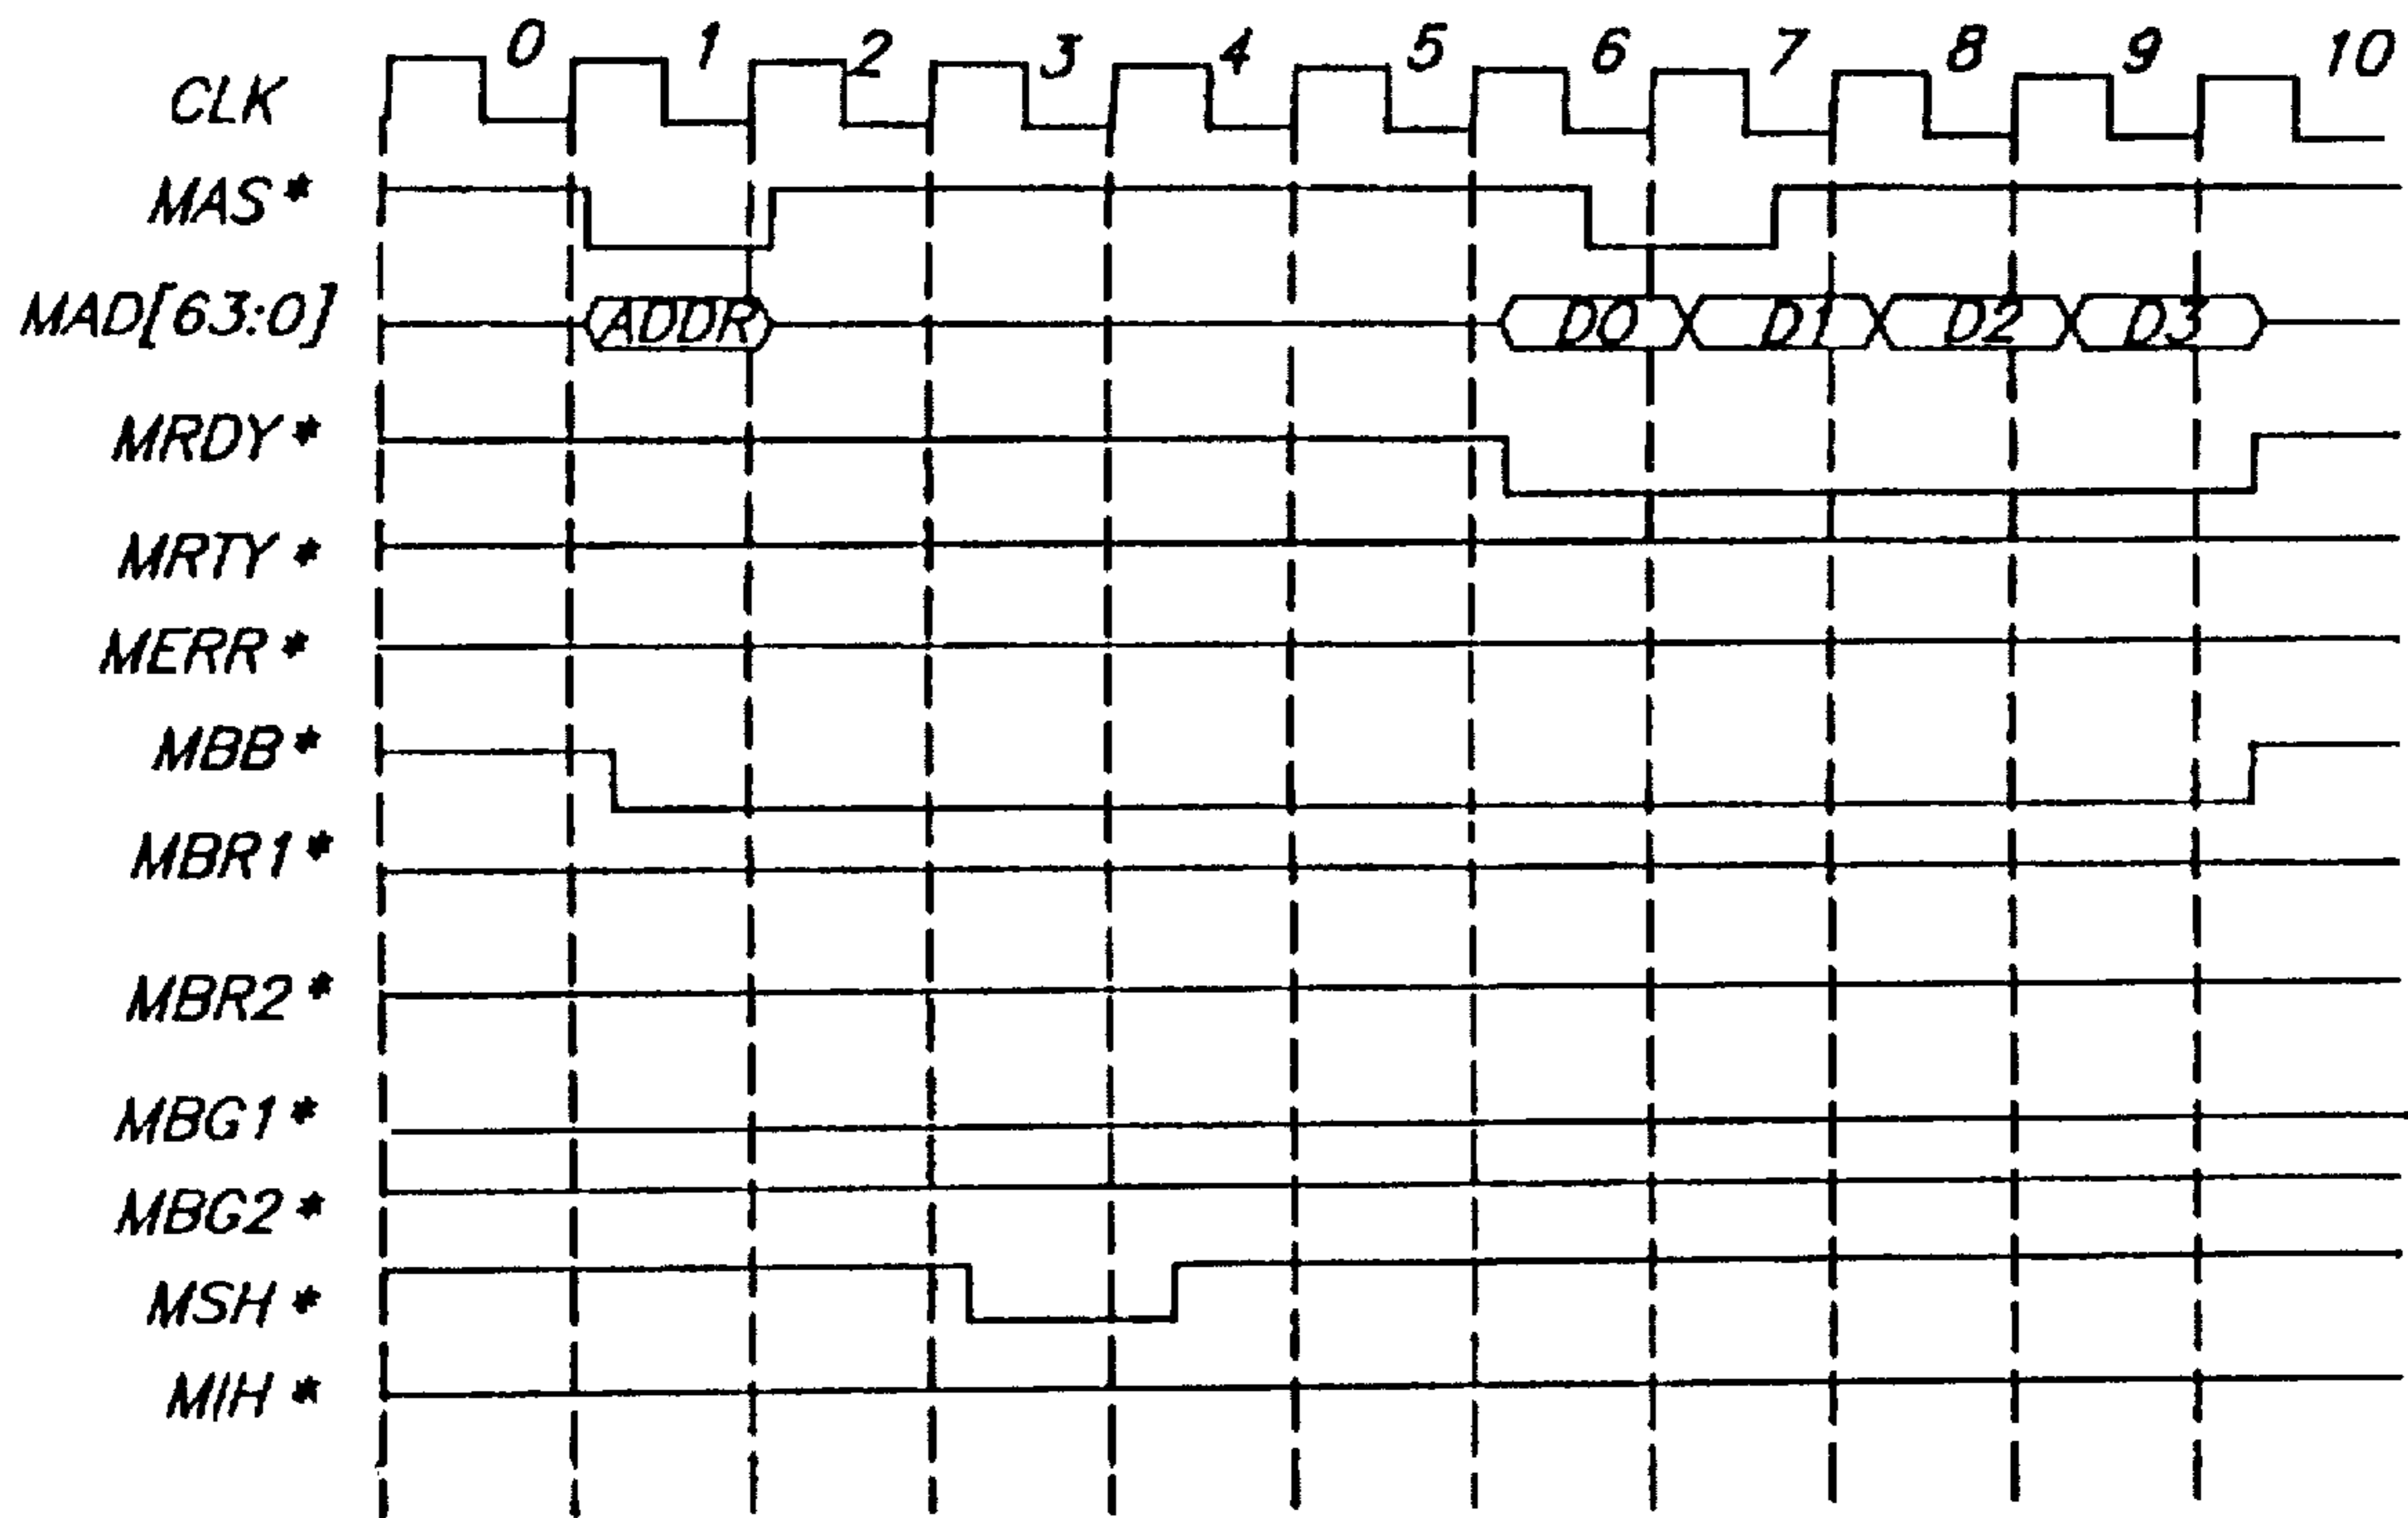 0 1 2 3 4 5 6 7 8 9 10
CLK
MAS*
MAD[63:0] ADDR D0 D1 D2 D3
MRDY*
MRTY*
MERR*
MBB*
MBR1*
MBR2*
MBG1*
MBG2*
MSH*
MIH*